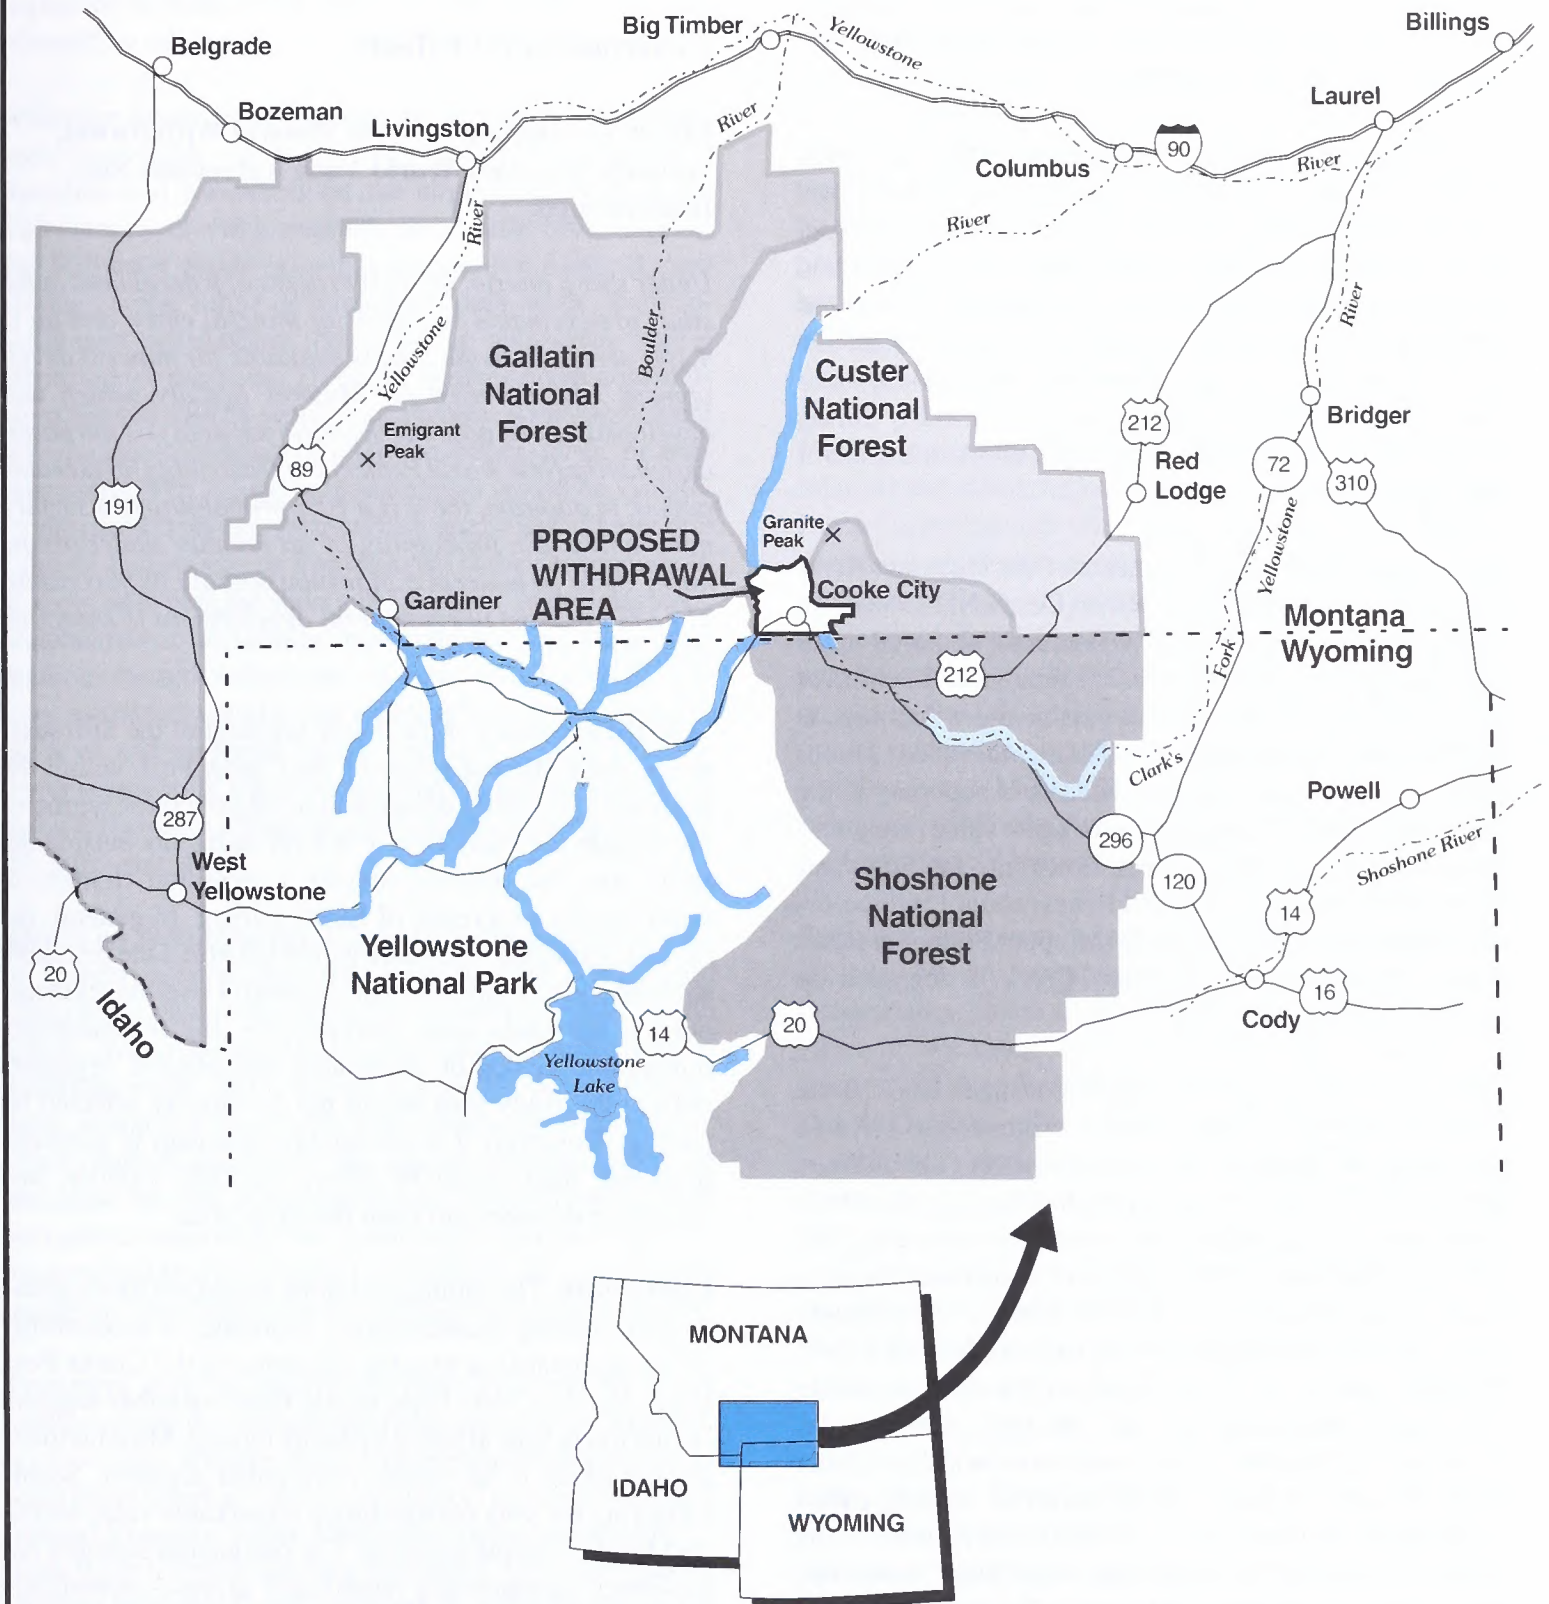 Belgrade
Bozeman
Livingston
Big Timber
Yellowstone
River
Billings
Laurel
Columbus
90
River
River
River
River
Yellowstone
Boulder
Gallatin
National
Forest
Custer
National
Forest
Emigrant
Peak
89
191
212
Red
Lodge
72
Bridger
310
River
Granite
Peak
PROPOSED
WITHDRAWAL
AREA
Cooke City
Gardiner
Yellowstone
Fork
Clark's
Montana
Wyoming
212
287
West
Yellowstone
20
Idaho
Yellowstone
National Park
Shoshone
National
Forest
296
120
Powell
Shoshone River
14
16
Cody
14
20
Yellowstone
Lake
MONTANA
IDAHO
WYOMING